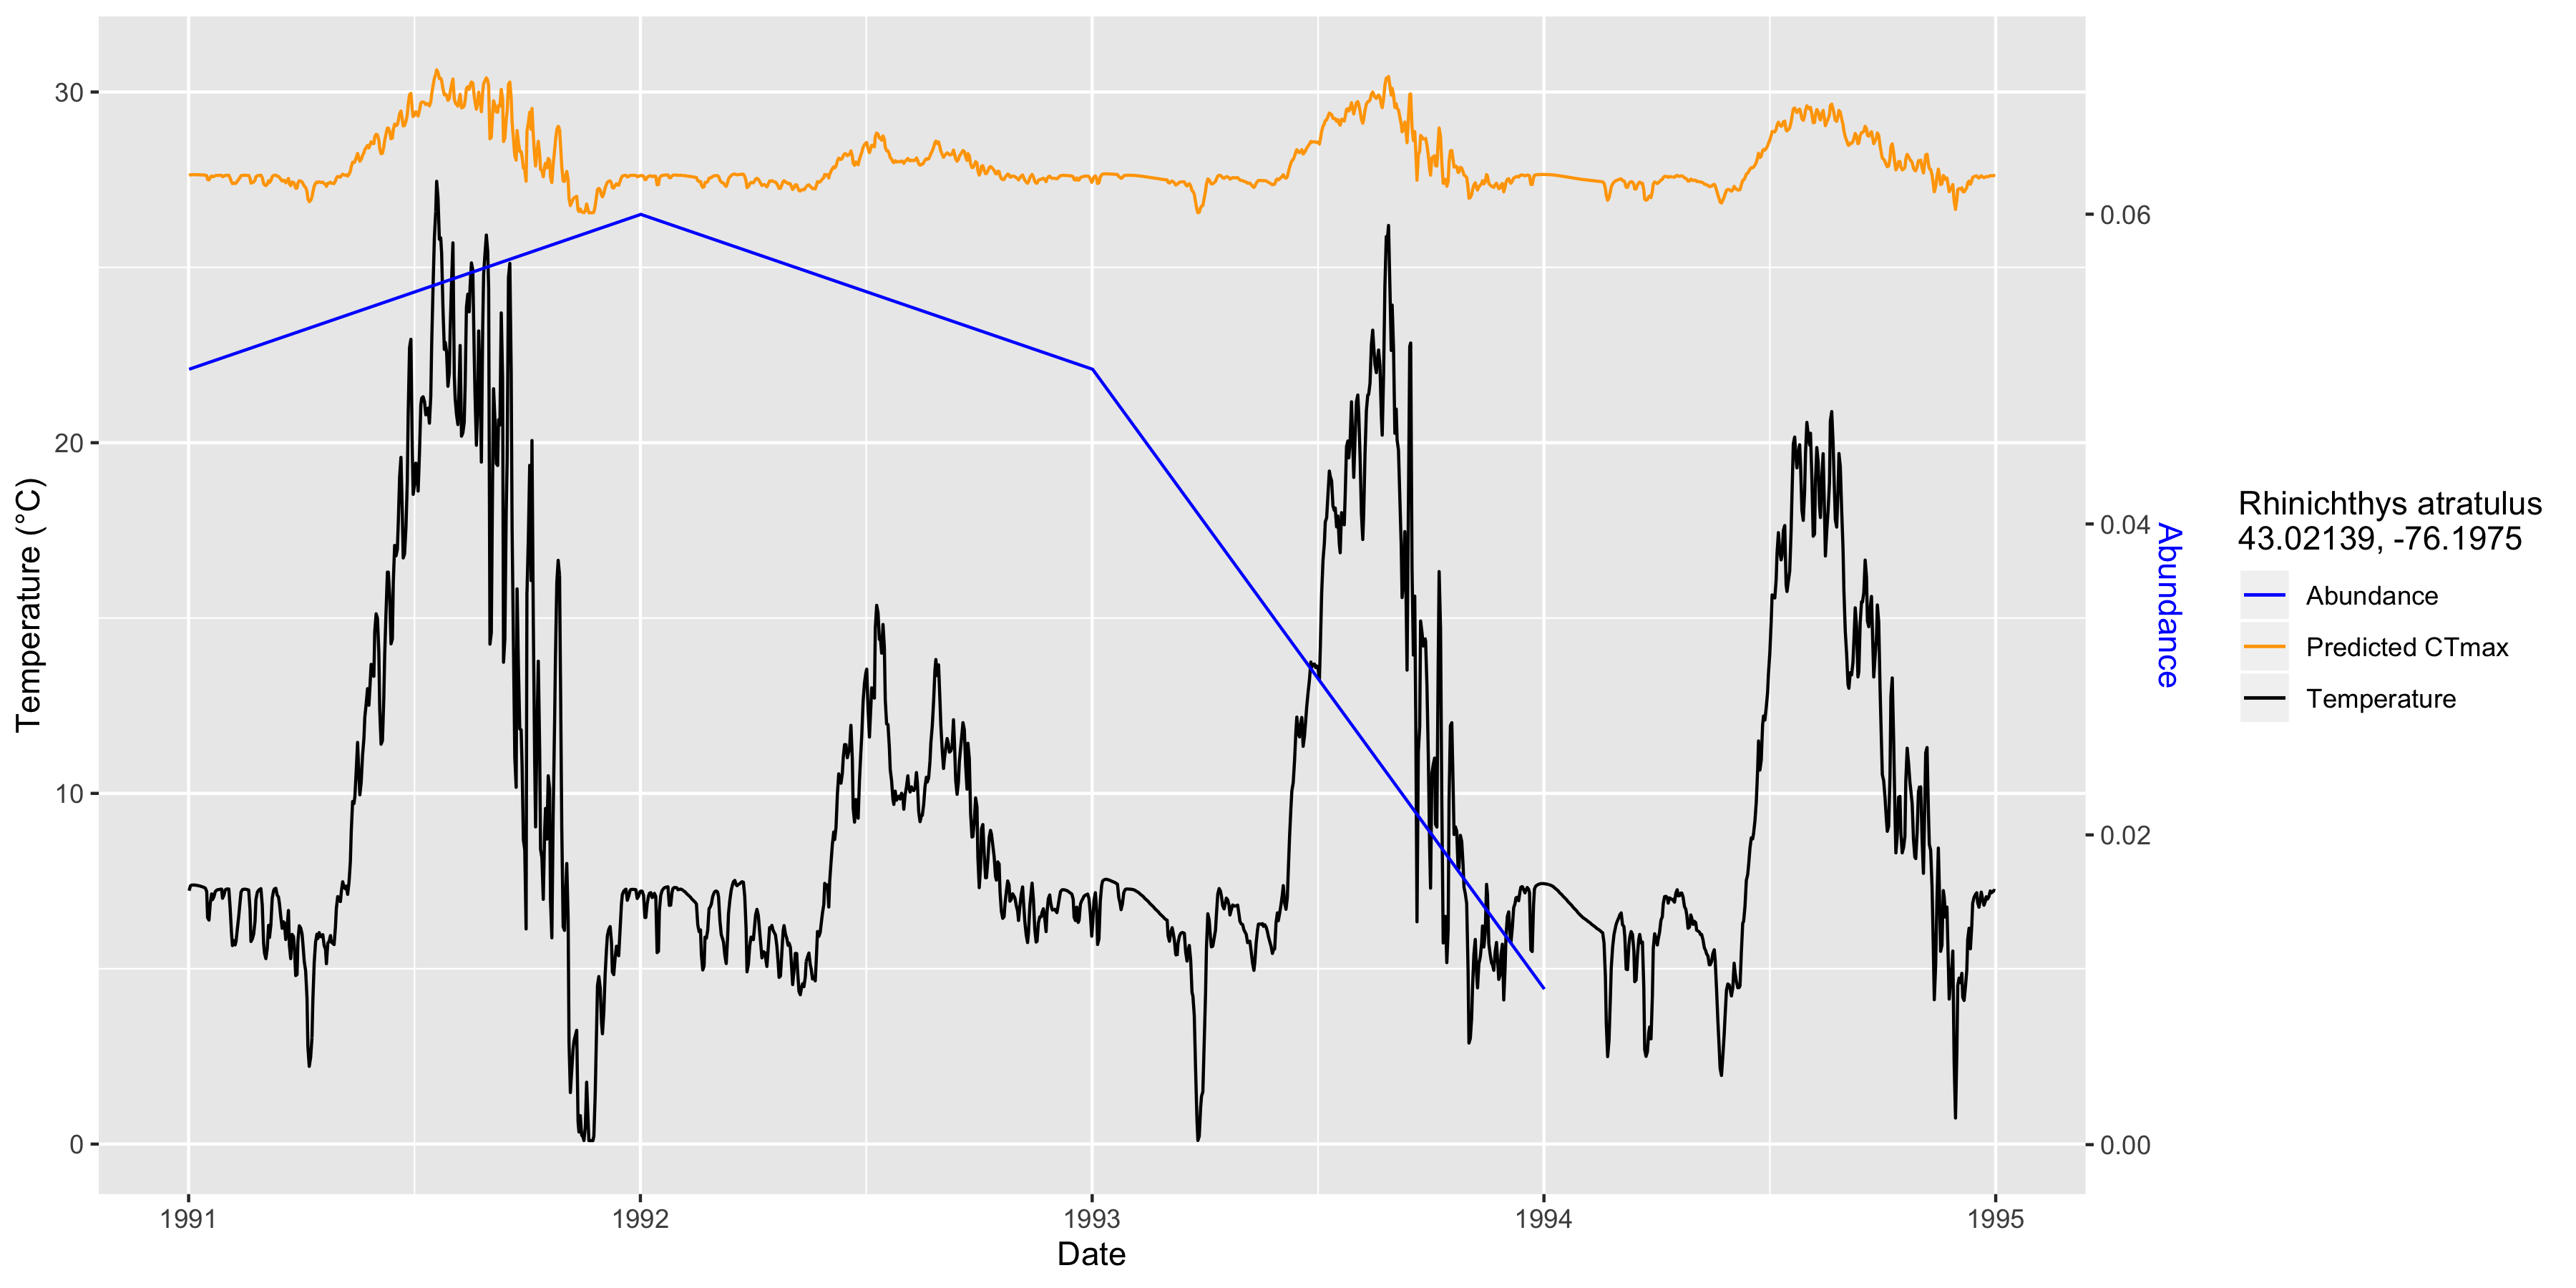 30
20
10
0
Temperature (°C)
0.06
0.04
0.02
0.00
Abundance
1991
1992
1993
1994
1995
Date
Rhinichthys atratulus
43.02139, -76.1975
Abundance
Predicted CTmax
Temperature